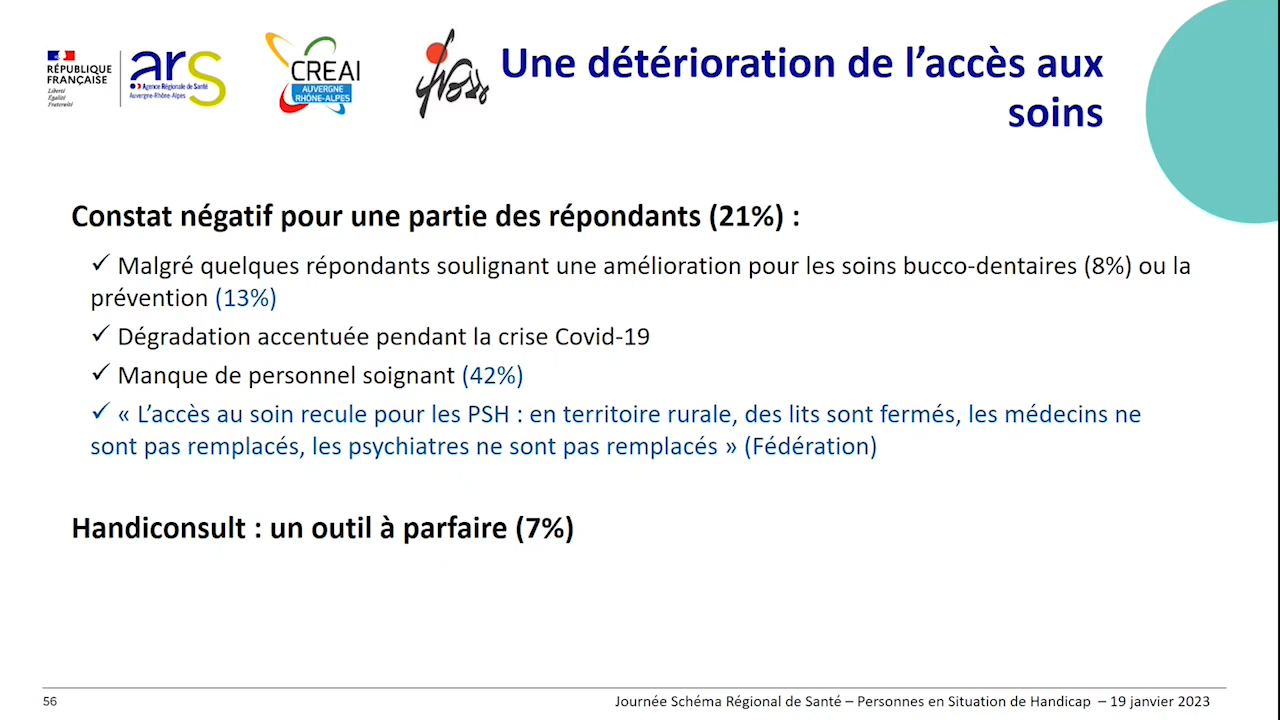 RÉPUBLIQUE
FRANÇAISE
Liberté
Égalité
Fraternité
ars
Agence Régionale de Santé
Auvergne-Rhône-Alpes
CREAI
AUVERGNE
RHÔNE-ALPES
Une détérioration de l’accès aux
soins
Constat négatif pour une partie des répondants (21%) :
✓ Malgré quelques répondants soulignant une amélioration pour les soins bucco-dentaires (8%) ou la
prévention (13%)
✓ Dégradation accentuée pendant la crise Covid-19
✓ Manque de personnel soignant (42%)
✓ « L’accès au soin recule pour les PSH : en territoire rurale, des lits sont fermés, les médecins ne
sont pas remplacés, les psychiatres ne sont pas remplacés » (Fédération)
Handiconsult : un outil à parfaire (7%)
56
Journée Schéma Régional de Santé – Personnes en Situation de Handicap – 19 janvier 2023